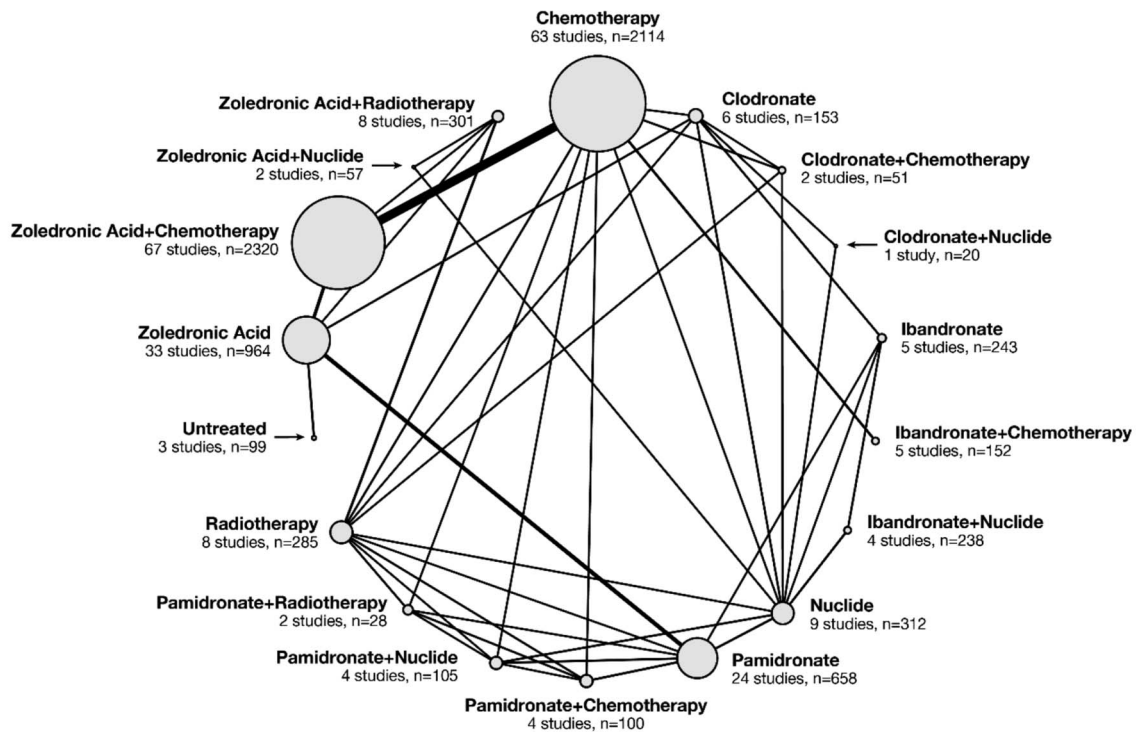 Chemotherapy
63 studies, n=2114
Clodronate
6 studies, n=153
Clodronate+Chemotherapy
2 studies, n=51
Clodronate+Nuclide
1 study, n=20
Ibandronate
5 studies, n=243
Ibandronate+Chemotherapy
5 studies, n=152
Ibandronate+Nuclide
4 studies, n=238
Nuclide
9 studies, n=312
Pamidronate
24 studies, n=658
Pamidronate+Chemotherapy
4 studies, n=100
Pamidronate+Nuclide
4 studies, n=105
Pamidronate+Radiotherapy
2 studies, n=28
Radiotherapy
8 studies, n=285
Untreated
3 studies, n=99
Zoledronic Acid
33 studies, n=964
Zoledronic Acid+Chemotherapy
67 studies, n=2320
Zoledronic Acid+Nuclide
2 studies, n=57
Zoledronic Acid+Radiotherapy
8 studies, n=301